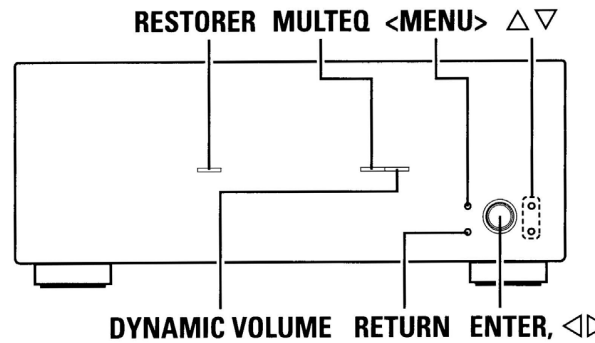 RESTORER MULTEQ <MENU> △▽
DYNAMIC VOLUME RETURN ENTER, ◁▷